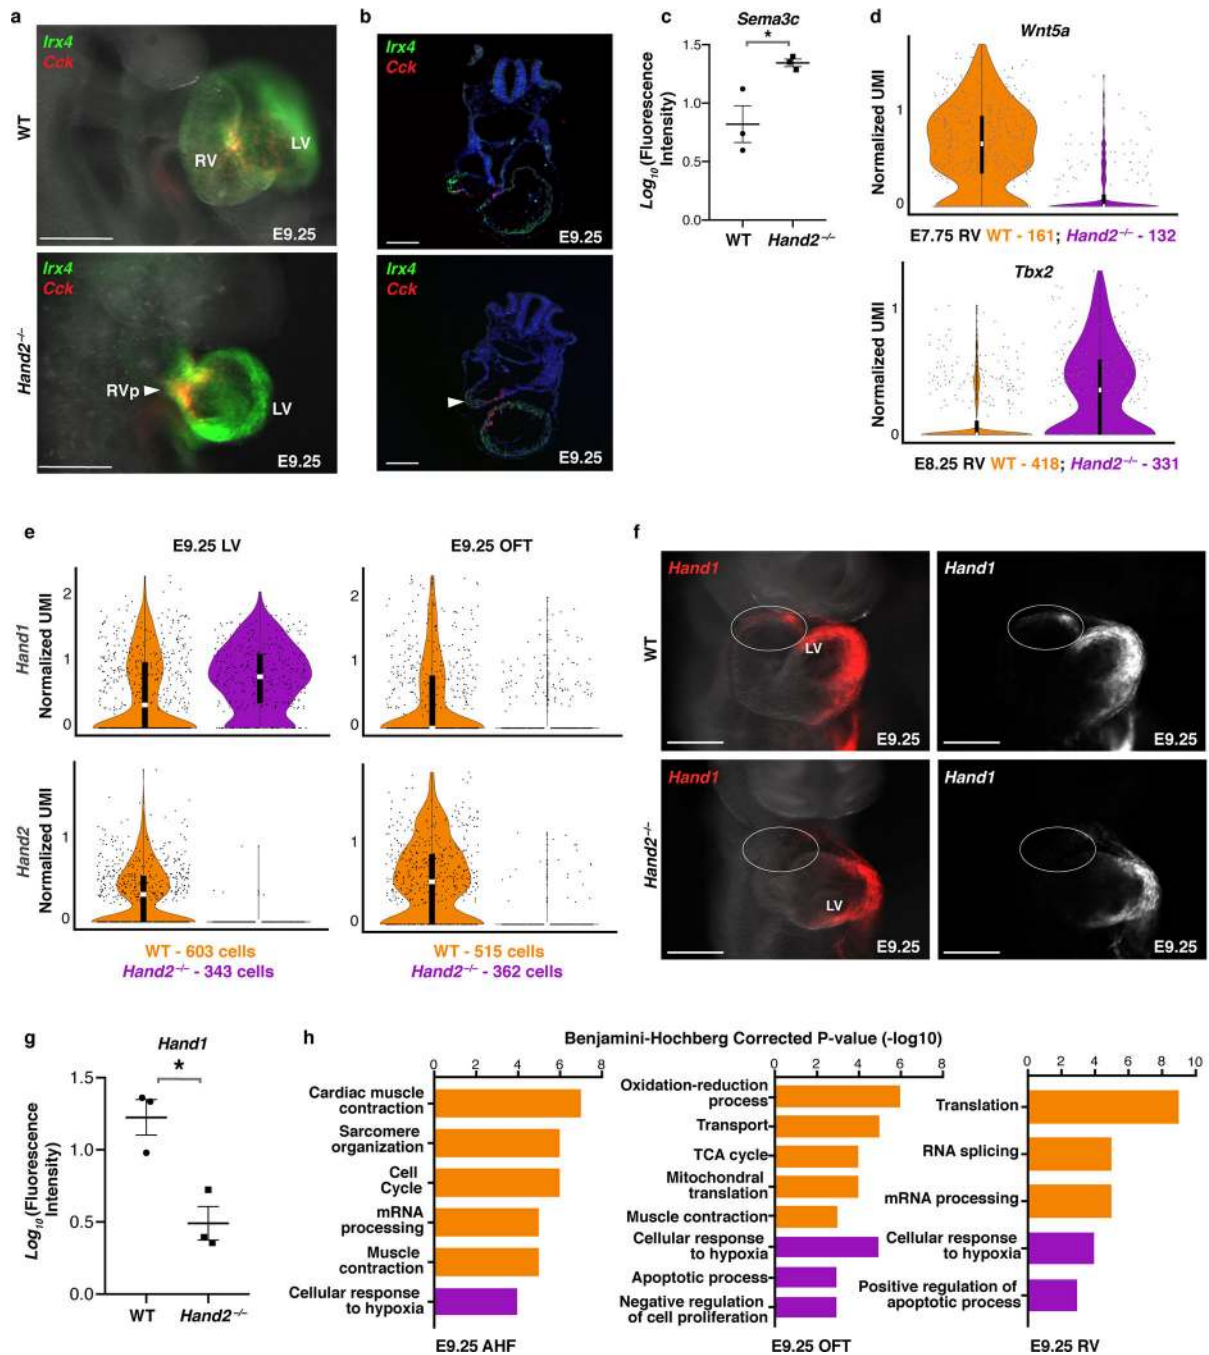 a
Irx4
Cck
WT
RV
LV
E9.25
Irx4
Cck
Hand2–/–
RVp
LV
E9.25
b
Irx4
Cck
E9.25
Irx4
Cck
E9.25
c
Sema3c
*
Log10(Fluorescence
Intensity)
1.5
1.0
0.5
0.0
WT
Hand2–/–
d
Wnt5a
Normalized UMI
1
0
E7.75 RV WT - 161; Hand2–/– - 132
Tbx2
Normalized UMI
1
0
E8.25 RV WT - 418; Hand2–/– - 331
e
E9.25 LV
E9.25 OFT
Hand1
Normalized UMI
2
1
0
2
1
0
Hand2
Normalized UMI
1
0
1
0
WT - 603 cells
Hand2–/– - 343 cells
WT - 515 cells
Hand2–/– - 362 cells
f
WT
Hand1
LV
E9.25
Hand1
E9.25
Hand2–/–
Hand1
LV
E9.25
Hand1
E9.25
g
Hand1
*
Log10(Fluorescence
Intensity)
1.5
1.0
0.5
0.0
WT
Hand2–/–
h
Benjamini-Hochberg Corrected P-value (-log10)
0 2 4 6 8
Cardiac muscle
contraction
Sarcomere
organization
Cell
Cycle
mRNA
processing
Muscle
contraction
Cellular response
to hypoxia
E9.25 AHF
0 2 4 6 8
Oxidation-reduction
process
Transport
TCA cycle
Mitochondral
translation
Muscle contraction
Cellular response
to hypoxia
Apoptotic process
Negative regulation
of cell proliferation
E9.25 OFT
0 2 4 6 8 10
Translation
RNA splicing
mRNA processing
Cellular response
to hypoxia
Positive regulation of
apoptotic process
E9.25 RV